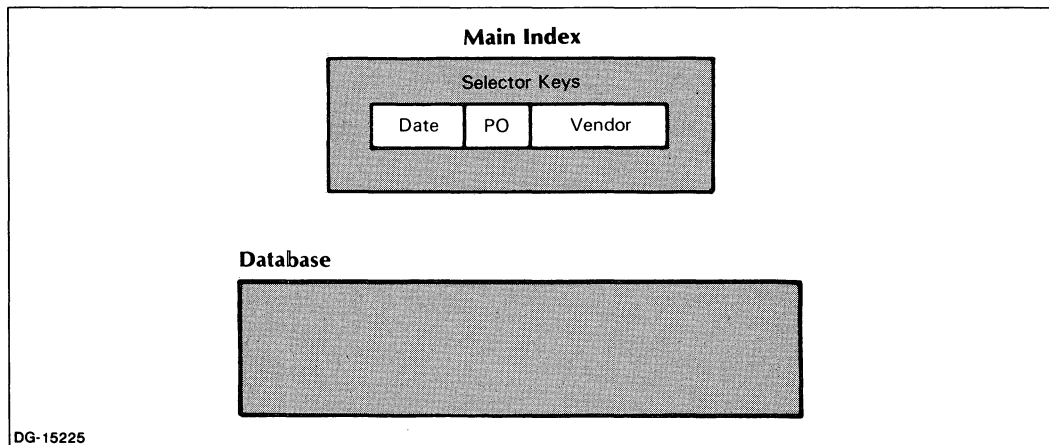 Main Index
Selector Keys
Date PO Vendor
Database
DG-15225